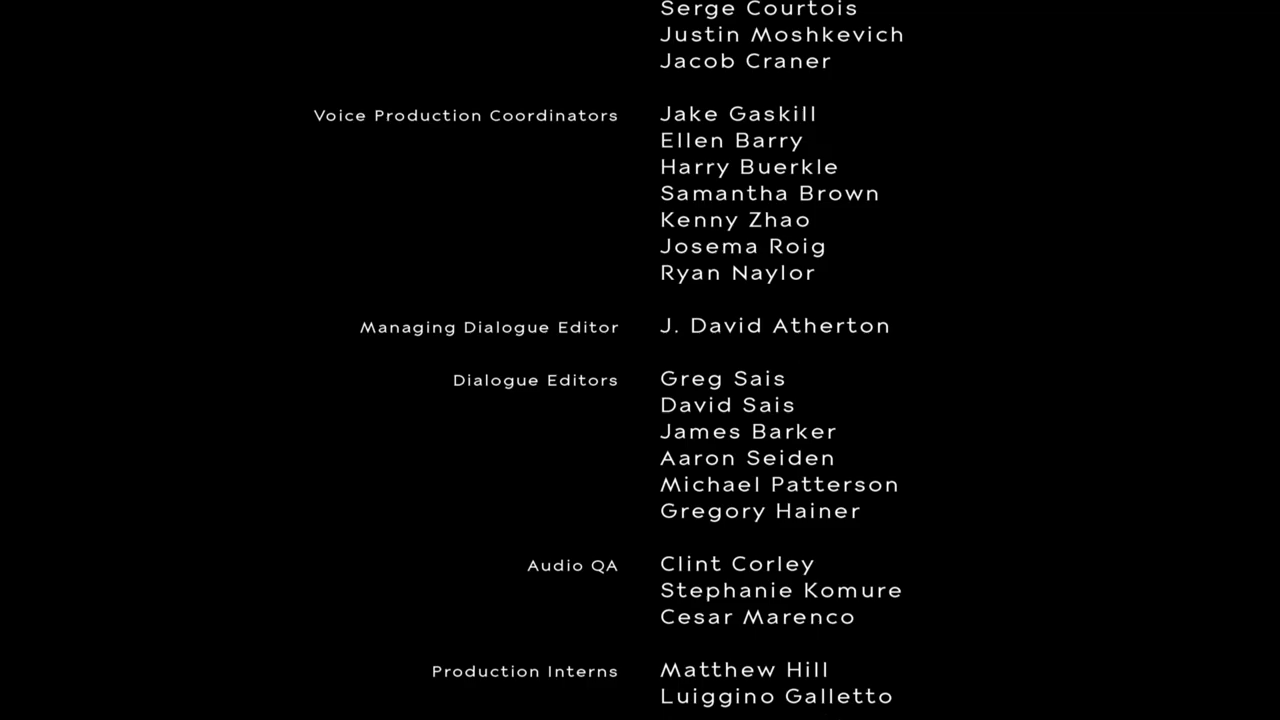 Serge Courtois
Justin Moshkevich
Jacob Craner
Voice Production Coordinators Jake Gaskill
Ellen Barry
Harry Buerkle
Samantha Brown
Kenny Zhao
Josema Roig
Ryan Naylor
Managing Dialogue Editor J. David Atherton
Dialogue Editors Greg Sais
David Sais
James Barker
Aaron Seiden
Michael Patterson
Gregory Hainer
Audio QA Clint Corley
Stephanie Komure
Cesar Marenco
Production Interns Matthew Hill
Luiggino Galletto